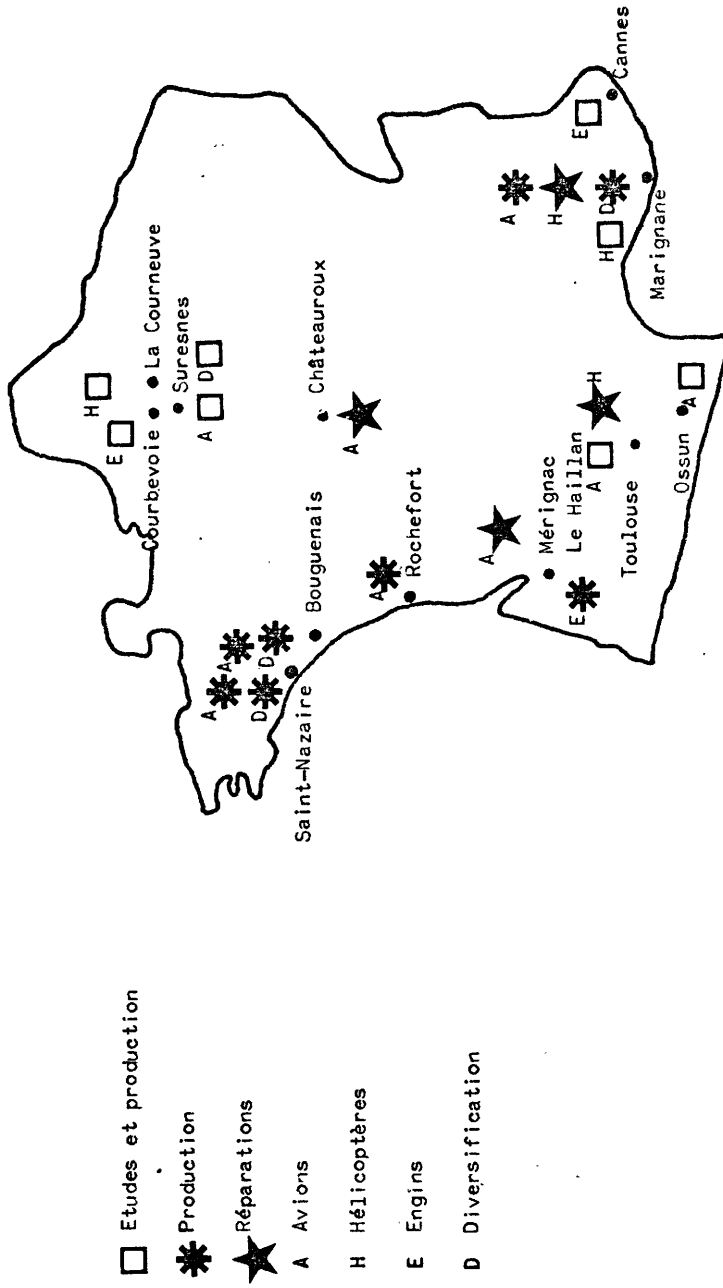 Etudes et production
Production
Réparations
A Avions
H Hélicoptères
E Engins
D Diversification
H
E
Courbevoie
La Courneuve
Suresnes
A
D
A
A
D
D
Saint-Nazaire
Bouguenais
Châteauroux
A
A
Rochefort
A
Mérignac
Le Haillan
E
A
H
Toulouse
Ossun
A
A
H
D
H
Marignane
E
Cannes